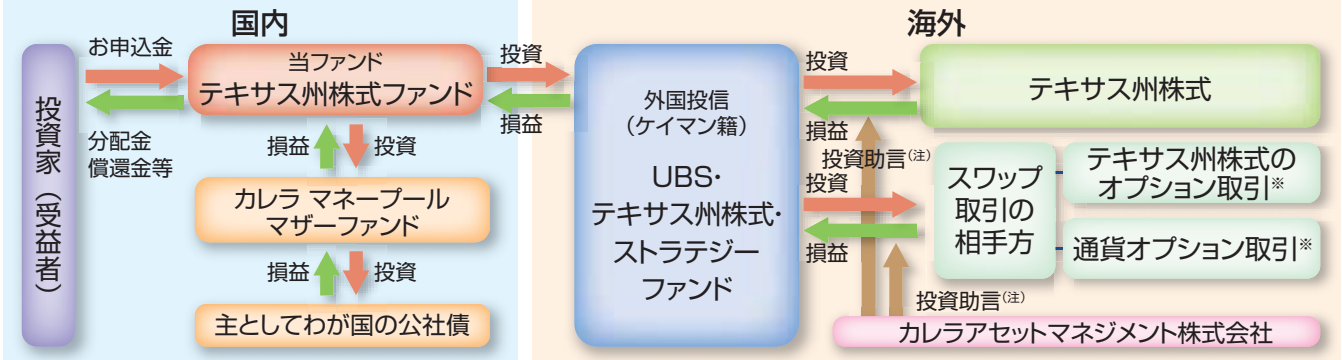 国内
海外
お申込金
分配金
償還金等
投資家（受益者）
当ファンド
テキサス州株式ファンド
損益
投資
カレラ マネープール
マザーファンド
損益
投資
主としてわが国の公社債
投資
損益
外国投信
（ケイマン籍）
UBS・
テキサス州株式・
ストラテジー
ファンド
投資
損益
テキサス州株式
投資助言(注)
投資
損益
スワップ
取引の
相手方
テキサス州株式の
オプション取引※
通貨オプション取引※
投資助言(注)
カレラアセットマネジメント株式会社